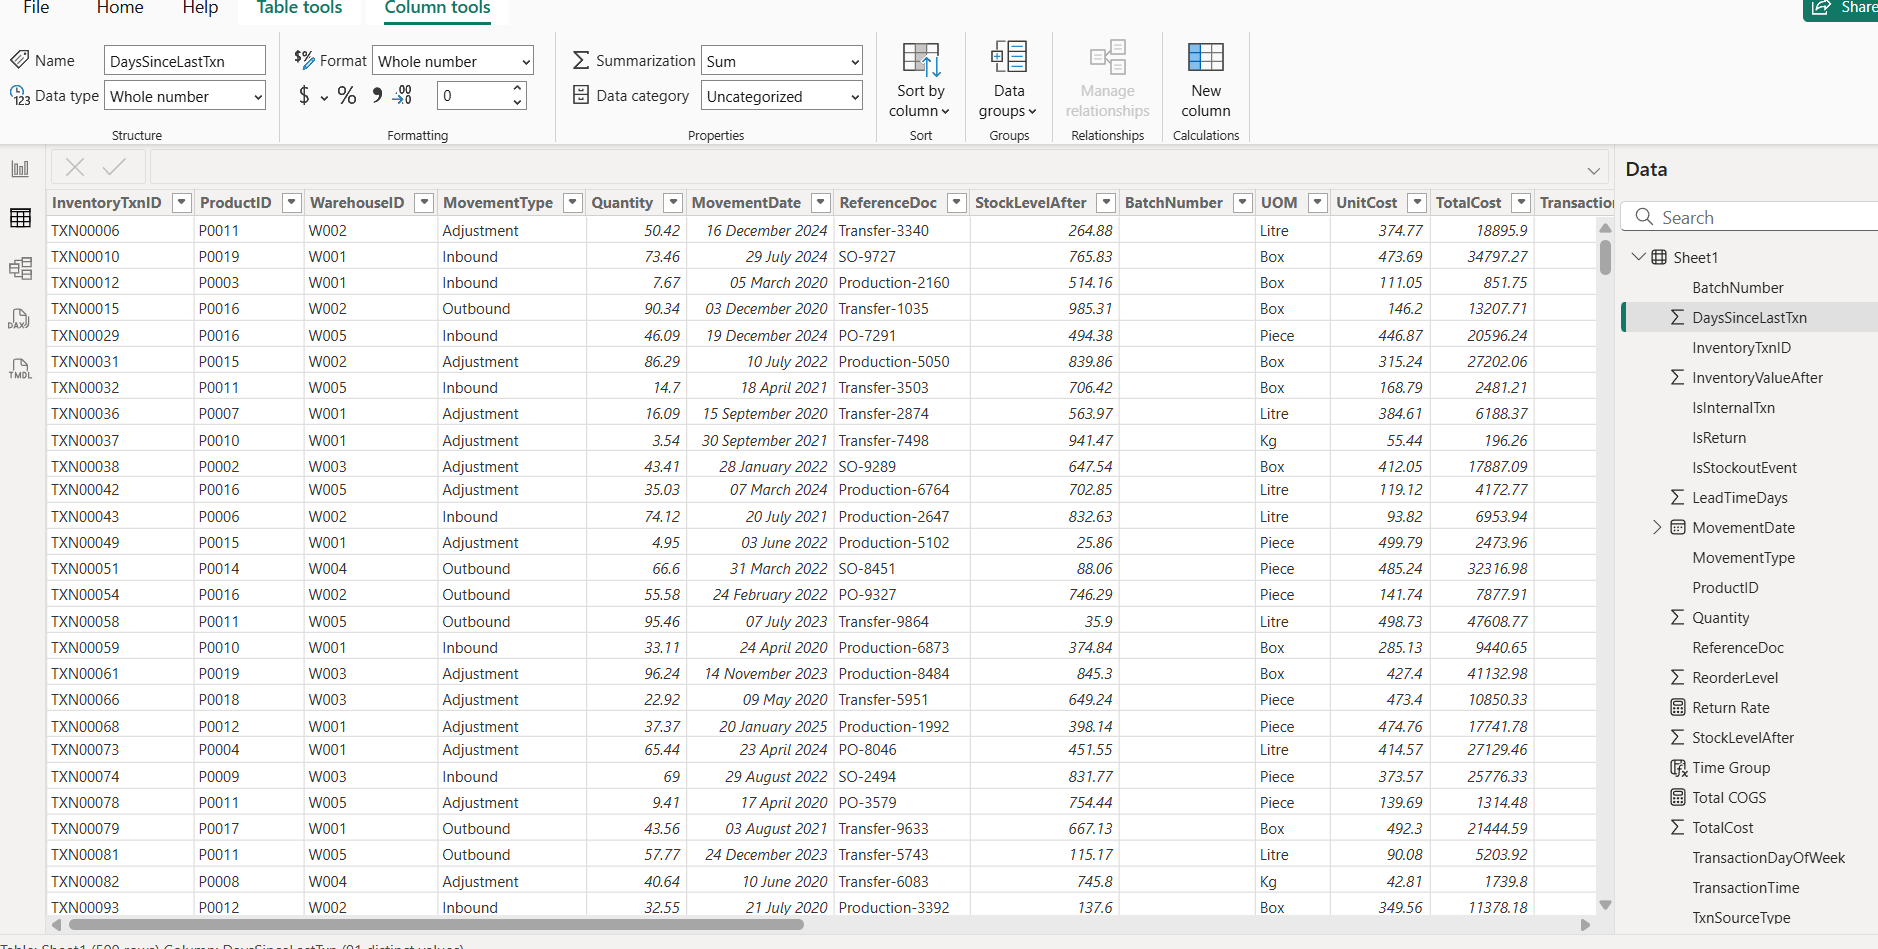 File Home Help Table tools Column tools Share
Name DaysSinceLastTxn $% Format Whole number Summarization Sum
Data type Whole number $ % 9 .00 0 Data category Uncategorized
Sort by column Data groups Manage relationships New column
Structure Formatting Properties Sort Groups Relationships Calculations
InventoryTxnID ProductID WarehouseID MovementType Quantity MovementDate ReferenceDoc StockLevelAfter BatchNumber UOM UnitCost TotalCost Transaction
TXN00006 P0011 W002 Adjustment 50.42 16 December 2024 Transfer-3340 264.88 Litre 374.77 18895.9
TXN00010 P0019 W001 Inbound 73.46 29 July 2024 SO-9727 765.83 Box 473.69 34797.27
TXN00012 P0003 W001 Inbound 7.67 05 March 2020 Production-2160 514.16 Box 111.05 851.75
TXN00015 P0016 W002 Outbound 90.34 03 December 2020 Transfer-1035 985.31 Box 146.2 13207.71
TXN00029 P0016 W005 Inbound 46.09 19 December 2024 PO-7291 494.38 Piece 446.87 20596.24
TXN00031 P0015 W002 Adjustment 86.29 10 July 2022 Production-5050 839.86 Box 315.24 27202.06
TXN00032 P0011 W005 Inbound 14.7 18 April 2021 Transfer-3503 706.42 Box 168.79 2481.21
TXN00036 P0007 W001 Adjustment 16.09 15 September 2020 Transfer-2874 563.97 Litre 384.61 6188.37
TXN00037 P0010 W001 Adjustment 3.54 30 September 2021 Transfer-7498 941.47 Kg 55.44 196.26
TXN00038 P0002 W003 Adjustment 43.41 28 January 2022 SO-9289 647.54 Box 412.05 17887.09
TXN00042 P0016 W005 Adjustment 35.03 07 March 2024 Production-6764 702.85 Litre 119.12 4172.77
TXN00043 P0006 W002 Inbound 74.12 20 July 2021 Production-2647 832.63 Litre 93.82 6953.94
TXN00049 P0015 W001 Adjustment 4.95 03 June 2022 Production-5102 25.86 Piece 499.79 2473.96
TXN00051 P0014 W004 Outbound 66.6 31 March 2022 SO-8451 88.06 Piece 485.24 32316.98
TXN00054 P0016 W002 Outbound 55.58 24 February 2022 PO-9327 746.29 Piece 141.74 7877.91
TXN00058 P0011 W005 Outbound 95.46 07 July 2023 Transfer-9864 35.9 Litre 498.73 47608.77
TXN00059 P0010 W001 Inbound 33.11 24 April 2020 Production-6873 374.84 Box 285.13 9440.65
TXN00061 P0019 W003 Adjustment 96.24 14 November 2023 Production-8484 845.3 Box 427.4 41132.98
TXN00066 P0018 W003 Adjustment 22.92 09 May 2020 Transfer-5951 649.24 Piece 473.4 10850.33
TXN00068 P0012 W001 Adjustment 37.37 20 January 2025 Production-1992 398.14 Piece 474.76 17741.78
TXN00073 P0004 W001 Adjustment 65.44 23 April 2024 PO-8046 451.55 Litre 414.57 27129.46
TXN00074 P0009 W003 Inbound 69 29 August 2022 SO-2494 831.77 Piece 373.57 25776.33
TXN00078 P0011 W005 Adjustment 9.41 17 April 2020 PO-3579 754.44 Piece 139.69 1314.48
TXN00079 P0017 W001 Outbound 43.56 03 August 2021 Transfer-9633 667.13 Box 492.3 21444.59
TXN00081 P0011 W005 Outbound 57.77 24 December 2023 Transfer-5743 115.17 Litre 90.08 5203.92
TXN00082 P0008 W004 Adjustment 40.64 10 June 2020 Transfer-6083 745.8 Kg 42.81 1739.8
TXN00093 P0012 W002 Inbound 32.55 21 July 2020 Production-3392 137.6 Box 349.56 11378.18
DAX
TMDL
Data
Search
Sheet1
BatchNumber
DaysSinceLastTxn
InventoryTxnID
InventoryValueAfter
IsInternalTxn
IsReturn
IsStockoutEvent
LeadTimeDays
MovementDate
MovementType
ProductID
Quantity
ReferenceDoc
ReorderLevel
Return Rate
StockLevelAfter
Time Group
Total COGS
TotalCost
TransactionDayOfWeek
TransactionTime
TxnSourceType